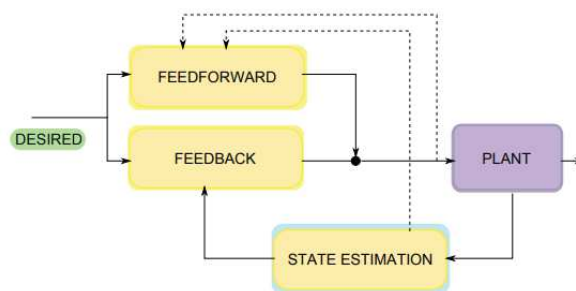 FEEDFORWARD
DESIRED
FEEDBACK
PLANT
STATE ESTIMATION